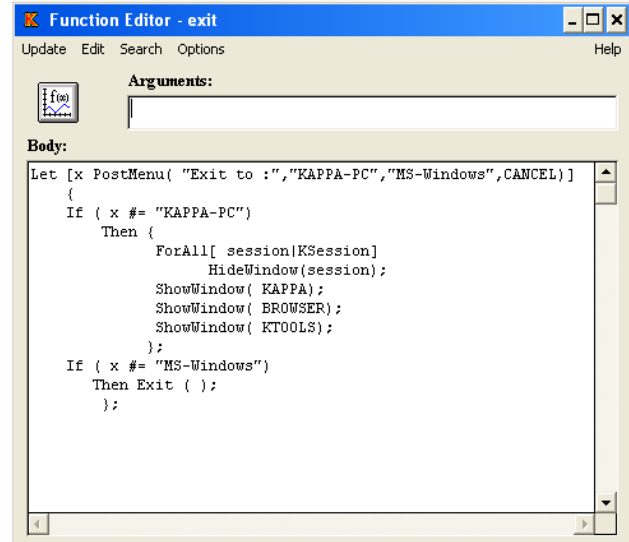 K Function Editor - exit
Update Edit Search Options Help
Arguments:
f(x)
Body:
Let [x PostMenu( "Exit to :","KAPPA-PC","MS-Windows",CANCEL)]
{
If ( x #= "KAPPA-PC")
Then {
ForAll[ session|KSession]
HideWindow(session);
ShowWindow( KAPPA);
ShowWindow( BROWSER);
ShowWindow( KTOOLS);
};
If ( x #= "MS-Windows")
Then Exit ( );
};